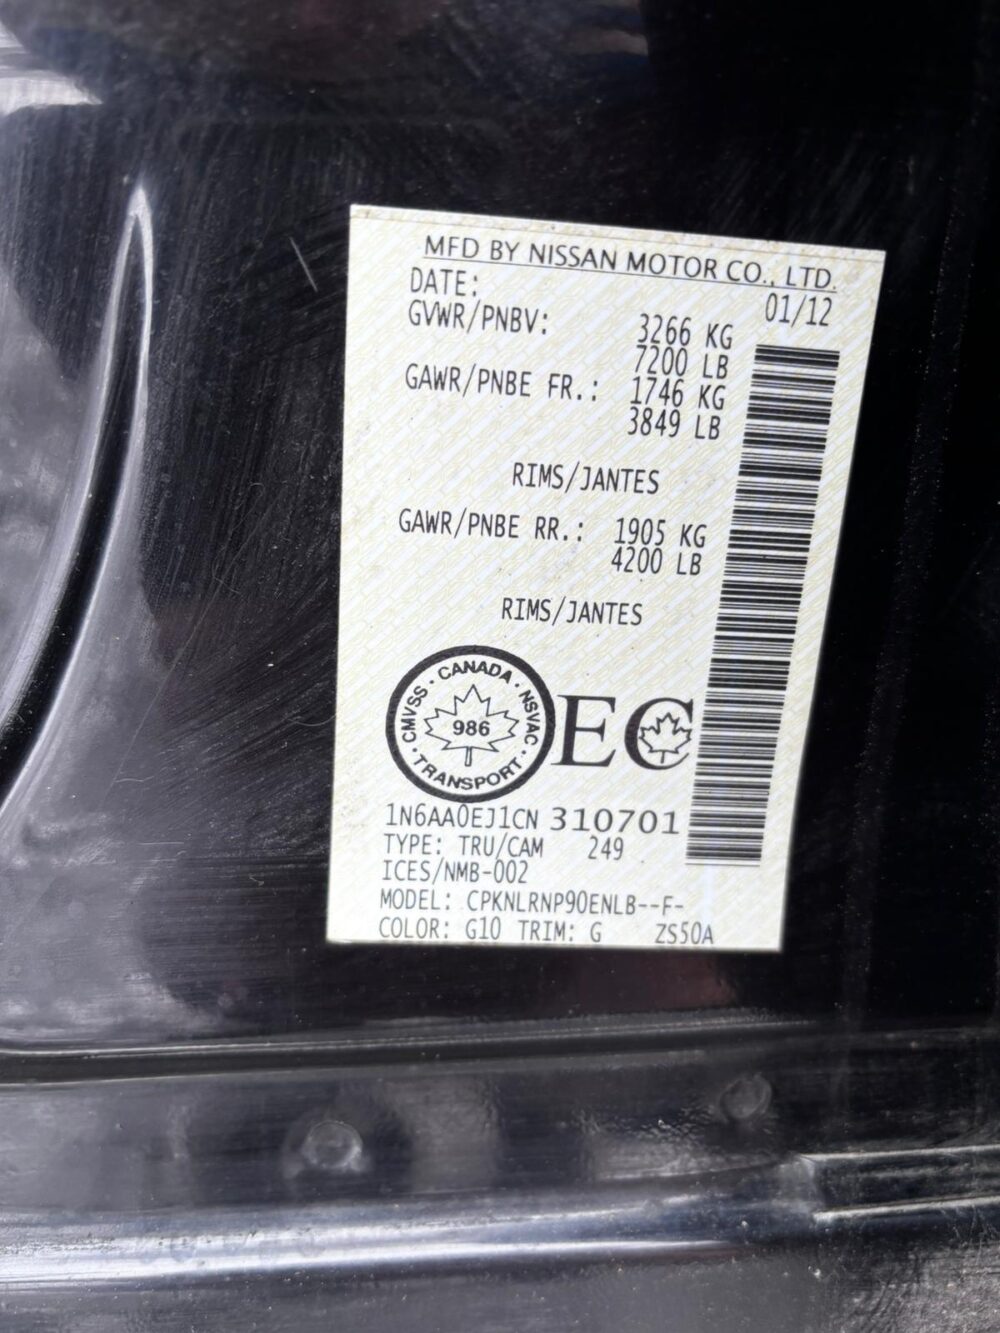 MFD BY NISSAN MOTOR CO., LTD.
DATE: 01/12
GVWR/PNBV: 3266 KG
7200 LB
GAWR/PNBE FR.: 1746 KG
3849 LB
RIMS/JANTES
GAWR/PNBE RR.: 1905 KG
4200 LB
RIMS/JANTES
CMVSS · CANADA · NSVAC · TRANSPORT ·
986
EC
1N6AA0EJ1CN 310701
TYPE: TRU/CAM 249
ICES/NMB-002
MODEL: CPKNLRNP90ENLB--F-
COLOR: G10 TRIM: G ZS50A